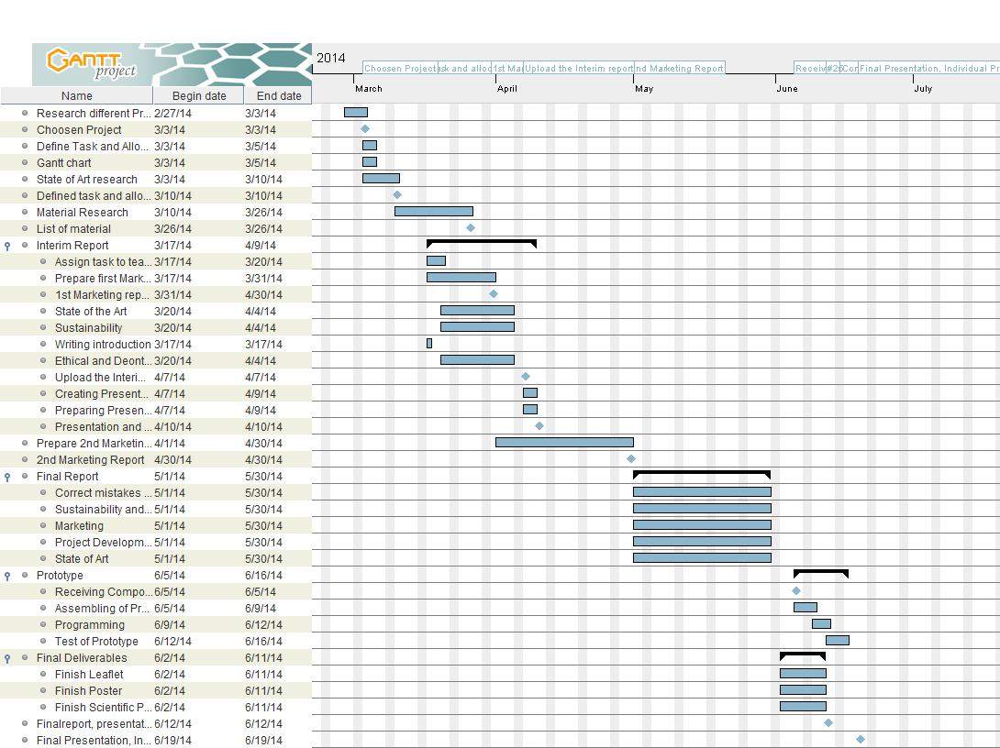 GANTT
project
2014
Choosen Project
sk and alloc
1st Mar
Upload the Interim report
nd Marketing Report
Receiv
#26
Cor
Final Presentation, Individual Pr
Name Begin date End date
March April May June July
Research different Pr... 2/27/14 3/3/14
Choosen Project 3/3/14 3/3/14
Define Task and Allo... 3/3/14 3/5/14
Gantt chart 3/3/14 3/5/14
State of Art research 3/3/14 3/10/14
Defined task and allo... 3/10/14 3/10/14
Material Research 3/10/14 3/26/14
List of material 3/26/14 3/26/14
Interim Report 3/17/14 4/9/14
Assign task to tea... 3/17/14 3/20/14
Prepare first Mark... 3/17/14 3/31/14
1st Marketing rep... 3/31/14 4/30/14
State of the Art 3/20/14 4/4/14
Sustainability 3/20/14 4/4/14
Writing introduction 3/17/14 3/17/14
Ethical and Deont... 3/20/14 4/4/14
Upload the Interi... 4/7/14 4/7/14
Creating Present... 4/7/14 4/9/14
Preparing Presen... 4/7/14 4/9/14
Presentation and ... 4/10/14 4/10/14
Prepare 2nd Marketin... 4/1/14 4/30/14
2nd Marketing Report 4/30/14 4/30/14
Final Report 5/1/14 5/30/14
Correct mistakes ... 5/1/14 5/30/14
Sustainability and... 5/1/14 5/30/14
Marketing 5/1/14 5/30/14
Project Developm... 5/1/14 5/30/14
State of Art 5/1/14 5/30/14
Prototype 6/5/14 6/16/14
Receiving Compo... 6/5/14 6/5/14
Assembling of Pr... 6/5/14 6/9/14
Programming 6/9/14 6/12/14
Test of Prototype 6/12/14 6/16/14
Final Deliverables 6/2/14 6/11/14
Finish Leaflet 6/2/14 6/11/14
Finish Poster 6/2/14 6/11/14
Finish Scientific P... 6/2/14 6/11/14
Finalreport, presentat... 6/12/14 6/12/14
Final Presentation, In... 6/19/14 6/19/14